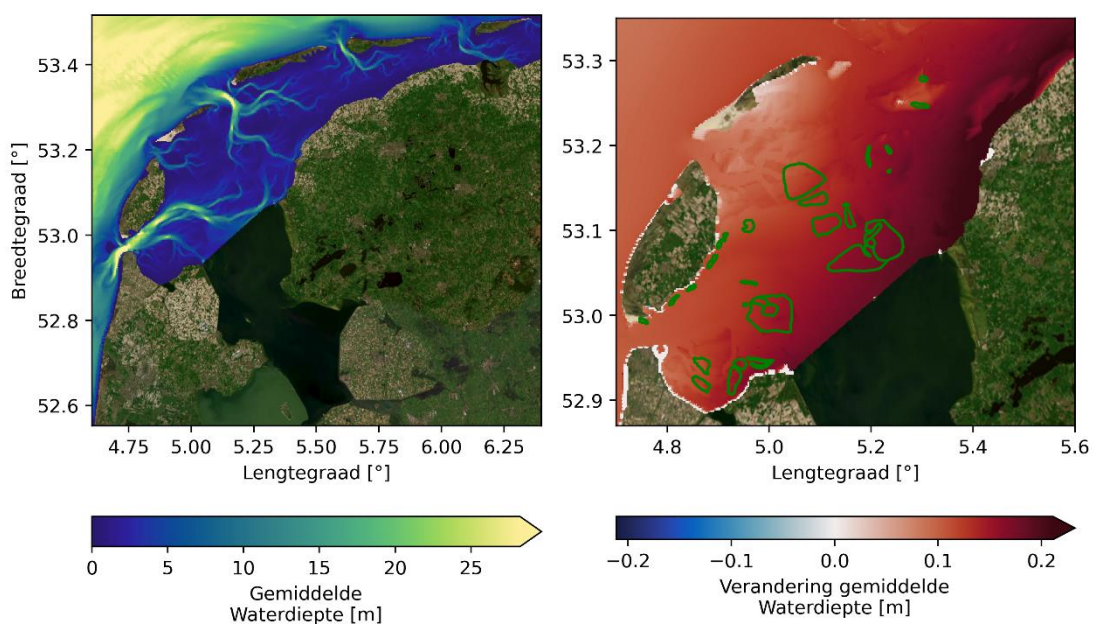 Breedtegraad [°]
53.4
53.2
53.0
52.8
52.6
4.75 5.00 5.25 5.50 5.75 6.00 6.25
Lengtegraad [°]
0 5 10 15 20 25
Gemiddelde
Waterdiepte [m]
53.3
53.2
53.1
53.0
52.9
4.8 5.0 5.2 5.4 5.6
Lengtegraad [°]
−0.2 −0.1 0.0 0.1 0.2
Verandering gemiddelde
Waterdiepte [m]